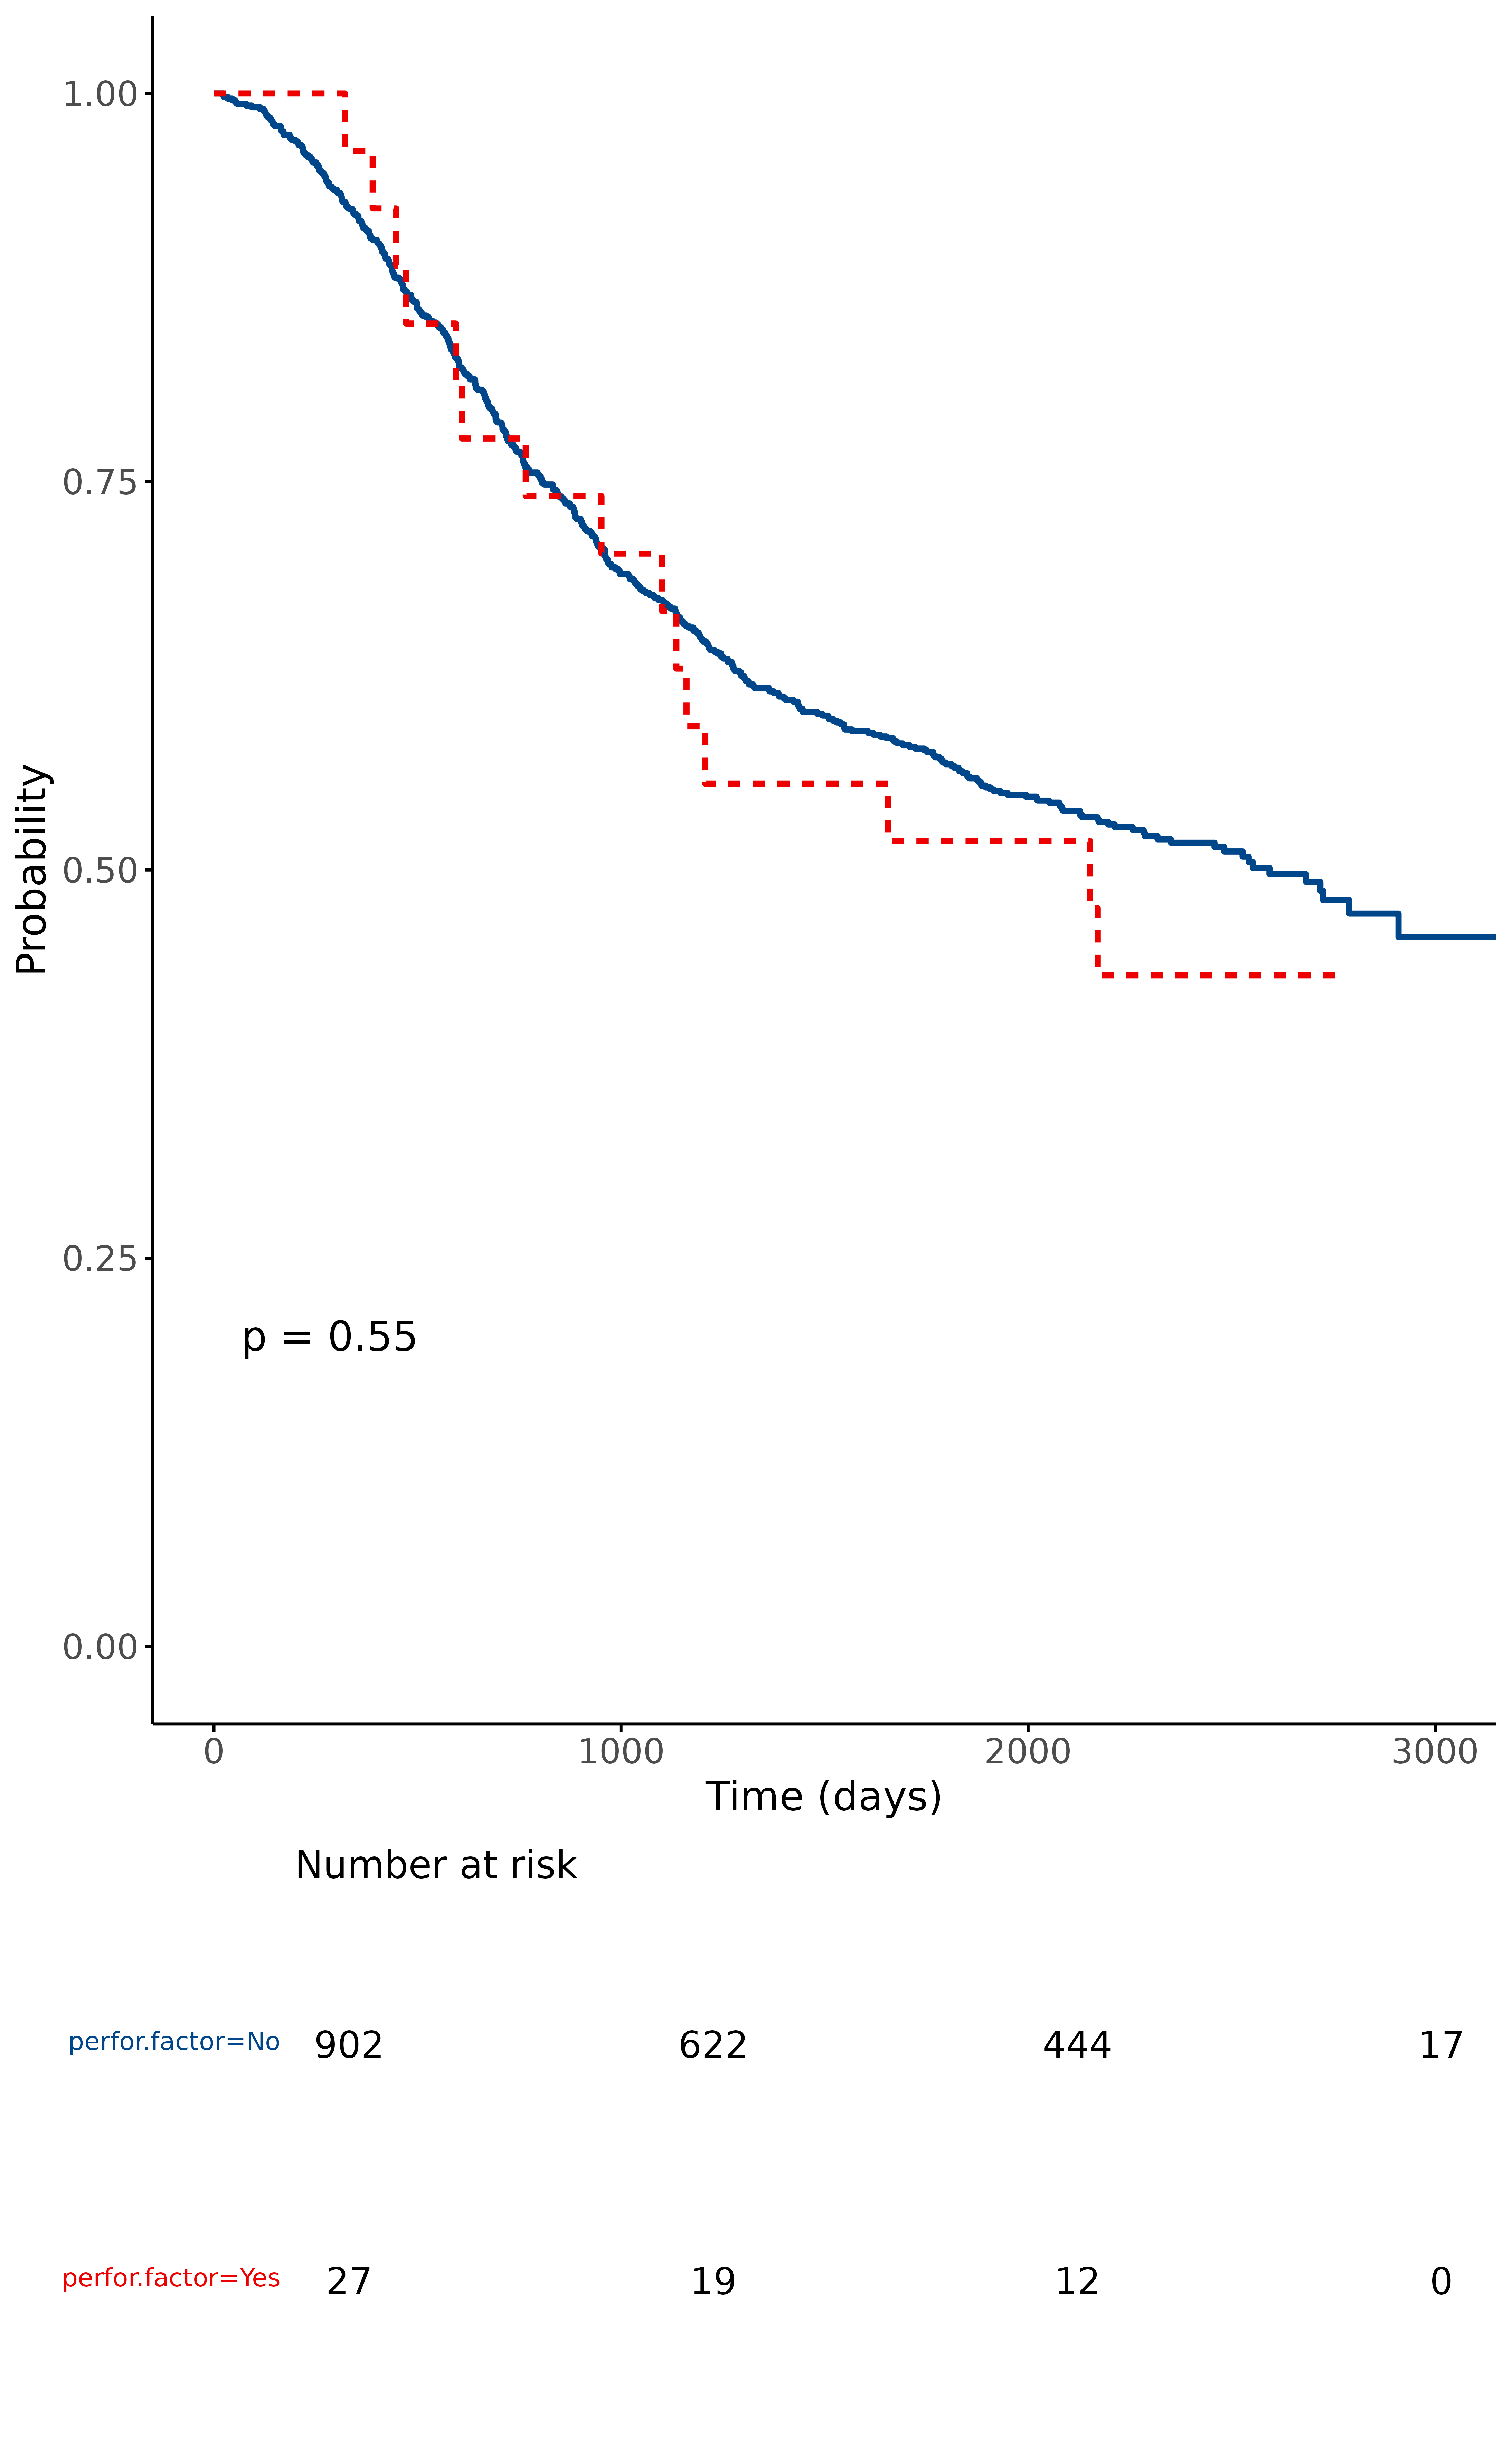 1.00
0.75
0.50
0.25
0.00
Probability
p = 0.55
0 1000 2000 3000
Time (days)
Number at risk
perfor.factor=No 902 622 444 17
perfor.factor=Yes 27 19 12 0